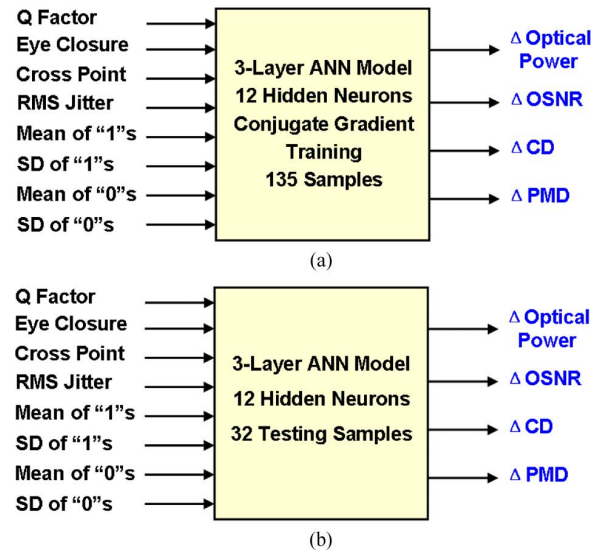 Q Factor
Eye Closure
Cross Point
RMS Jitter
Mean of "1"s
SD of "1"s
Mean of "0"s
SD of "0"s
3-Layer ANN Model
12 Hidden Neurons
Conjugate Gradient
Training
135 Samples
Δ Optical
Power
Δ OSNR
Δ CD
Δ PMD
(a)
Q Factor
Eye Closure
Cross Point
RMS Jitter
Mean of "1"s
SD of "1"s
Mean of "0"s
SD of "0"s
3-Layer ANN Model
12 Hidden Neurons
32 Testing Samples
Δ Optical
Power
Δ OSNR
Δ CD
Δ PMD
(b)